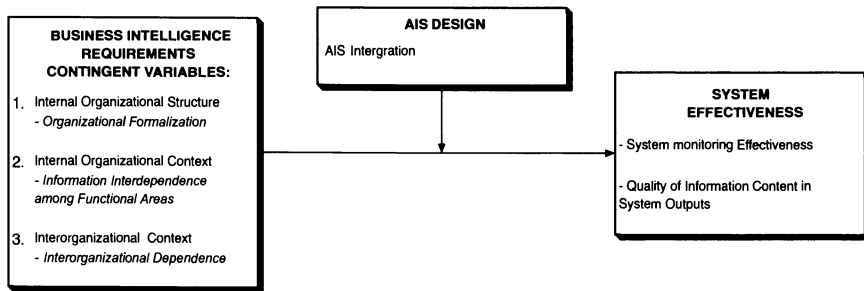 BUSINESS INTELLIGENCE
REQUIREMENTS
CONTINGENT VARIABLES:
1. Internal Organizational Structure
- Organizational Formalization
2. Internal Organizational Context
- Information Interdependence
among Functional Areas
3. Interorganizational Context
- Interorganizational Dependence
AIS DESIGN
AIS Intergration
SYSTEM
EFFECTIVENESS
- System monitoring Effectiveness
- Quality of Information Content in
System Outputs